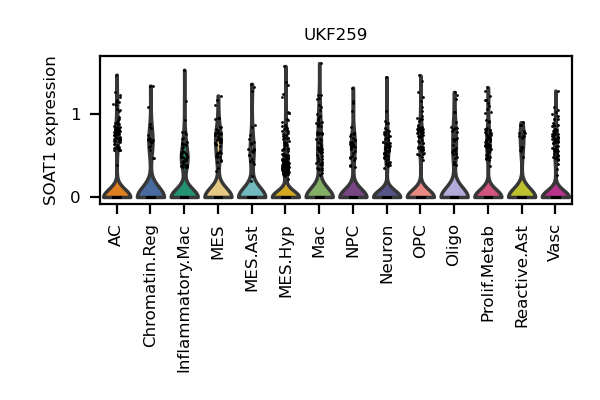 UKF259
SOAT1 expression
1
0
AC
Chromatin.Reg
Inflammatory.Mac
MES
MES.Ast
MES.Hyp
Mac
NPC
Neuron
OPC
Oligo
Prolif.Metab
Reactive.Ast
Vasc